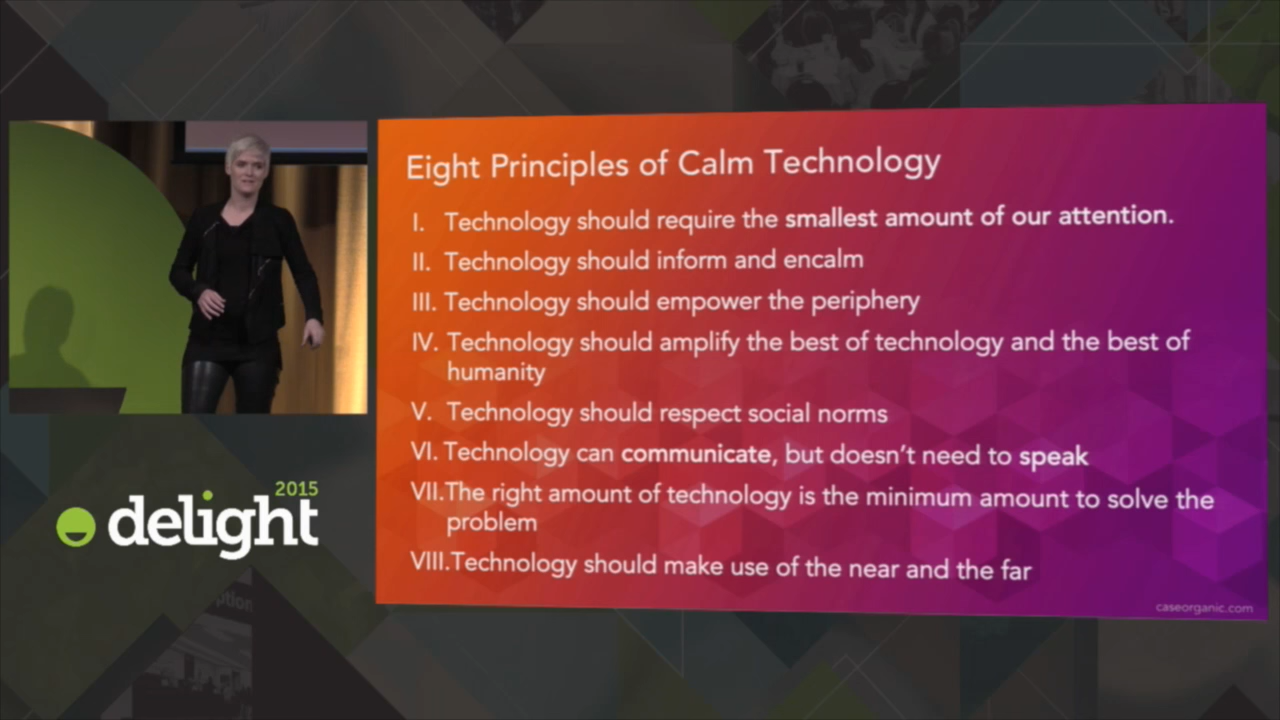 Eight Principles of Calm Technology
I. Technology should require the smallest amount of our attention.
II. Technology should inform and encalm
III. Technology should empower the periphery
IV. Technology should amplify the best of technology and the best of
humanity
V. Technology should respect social norms
VI. Technology can communicate, but doesn't need to speak
VII.The right amount of technology is the minimum amount to solve the
problem
VIII.Technology should make use of the near and the far
caseorganic.com
2015
delight
ption